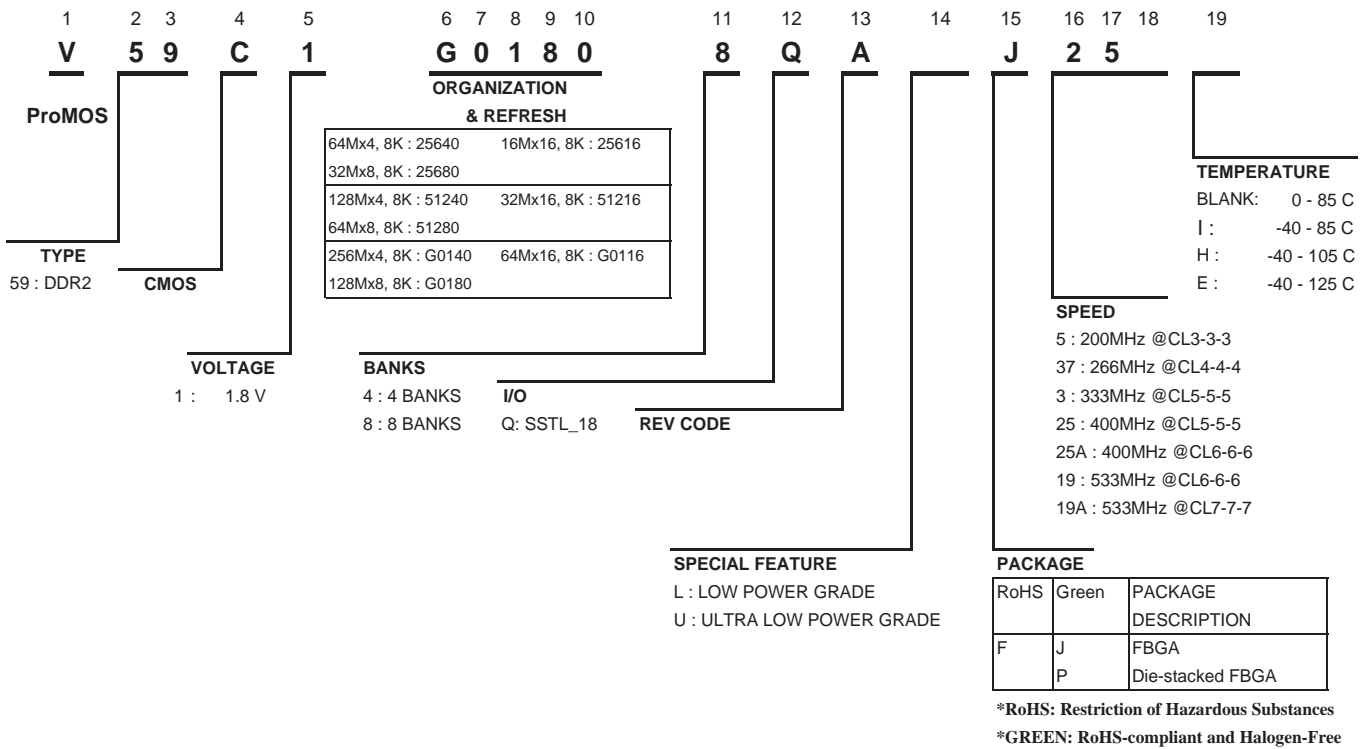 1 2 3 4 5 6 7 8 9 10 11 12 13 14 15 16 17 18 19
V 5 9 C 1 G 0 1 8 0 8 Q A J 2 5
ProMOS
ORGANIZATION
& REFRESH
64Mx4, 8K : 25640 16Mx16, 8K : 25616
32Mx8, 8K : 25680
128Mx4, 8K : 51240 32Mx16, 8K : 51216
64Mx8, 8K : 51280
256Mx4, 8K : G0140 64Mx16, 8K : G0116
128Mx8, 8K : G0180
TYPE
59 : DDR2
CMOS
TEMPERATURE
BLANK: 0 - 85 C
I : -40 - 85 C
H : -40 - 105 C
E : -40 - 125 C
VOLTAGE
1 : 1.8 V
BANKS
4 : 4 BANKS
8 : 8 BANKS
I/O
Q: SSTL_18
REV CODE
SPEED
5 : 200MHz @CL3-3-3
37 : 266MHz @CL4-4-4
3 : 333MHz @CL5-5-5
25 : 400MHz @CL5-5-5
25A : 400MHz @CL6-6-6
19 : 533MHz @CL6-6-6
19A : 533MHz @CL7-7-7
SPECIAL FEATURE
L : LOW POWER GRADE
U : ULTRA LOW POWER GRADE
PACKAGE
RoHS Green PACKAGE
DESCRIPTION
F J FBGA
P Die-stacked FBGA
*RoHS: Restriction of Hazardous Substances
*GREEN: RoHS-compliant and Halogen-Free